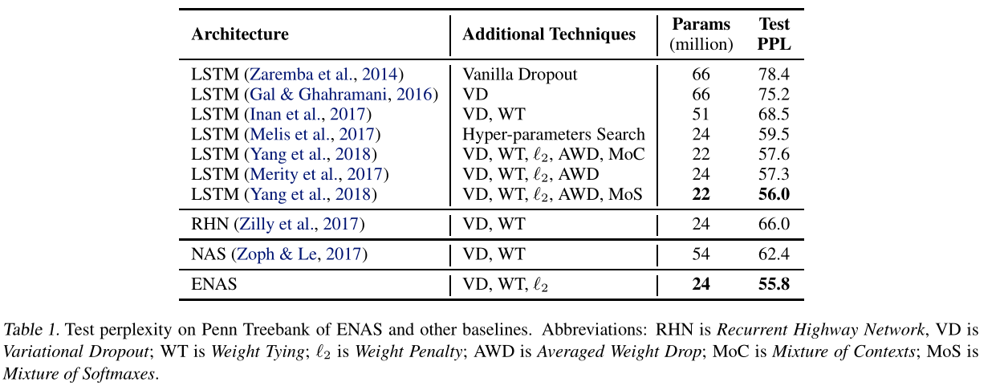 Architecture Additional Techniques Params (million) Test PPL
LSTM (Zaremba et al., 2014) Vanilla Dropout 66 78.4
LSTM (Gal & Ghahramani, 2016) VD 66 75.2
LSTM (Inan et al., 2017) VD, WT 51 68.5
LSTM (Melis et al., 2017) Hyper-parameters Search 24 59.5
LSTM (Yang et al., 2018) VD, WT, ℓ₂, AWD, MoC 22 57.6
LSTM (Merity et al., 2017) VD, WT, ℓ₂, AWD 24 57.3
LSTM (Yang et al., 2018) VD, WT, ℓ₂, AWD, MoS 22 56.0
RHN (Zilly et al., 2017) VD, WT 24 66.0
NAS (Zoph & Le, 2017) VD, WT 54 62.4
ENAS VD, WT, ℓ₂ 24 55.8
Table 1. Test perplexity on Penn Treebank of ENAS and other baselines. Abbreviations: RHN is Recurrent Highway Network, VD is
Variational Dropout; WT is Weight Tying; ℓ₂ is Weight Penalty; AWD is Averaged Weight Drop; MoC is Mixture of Contexts; MoS is
Mixture of Softmaxes.